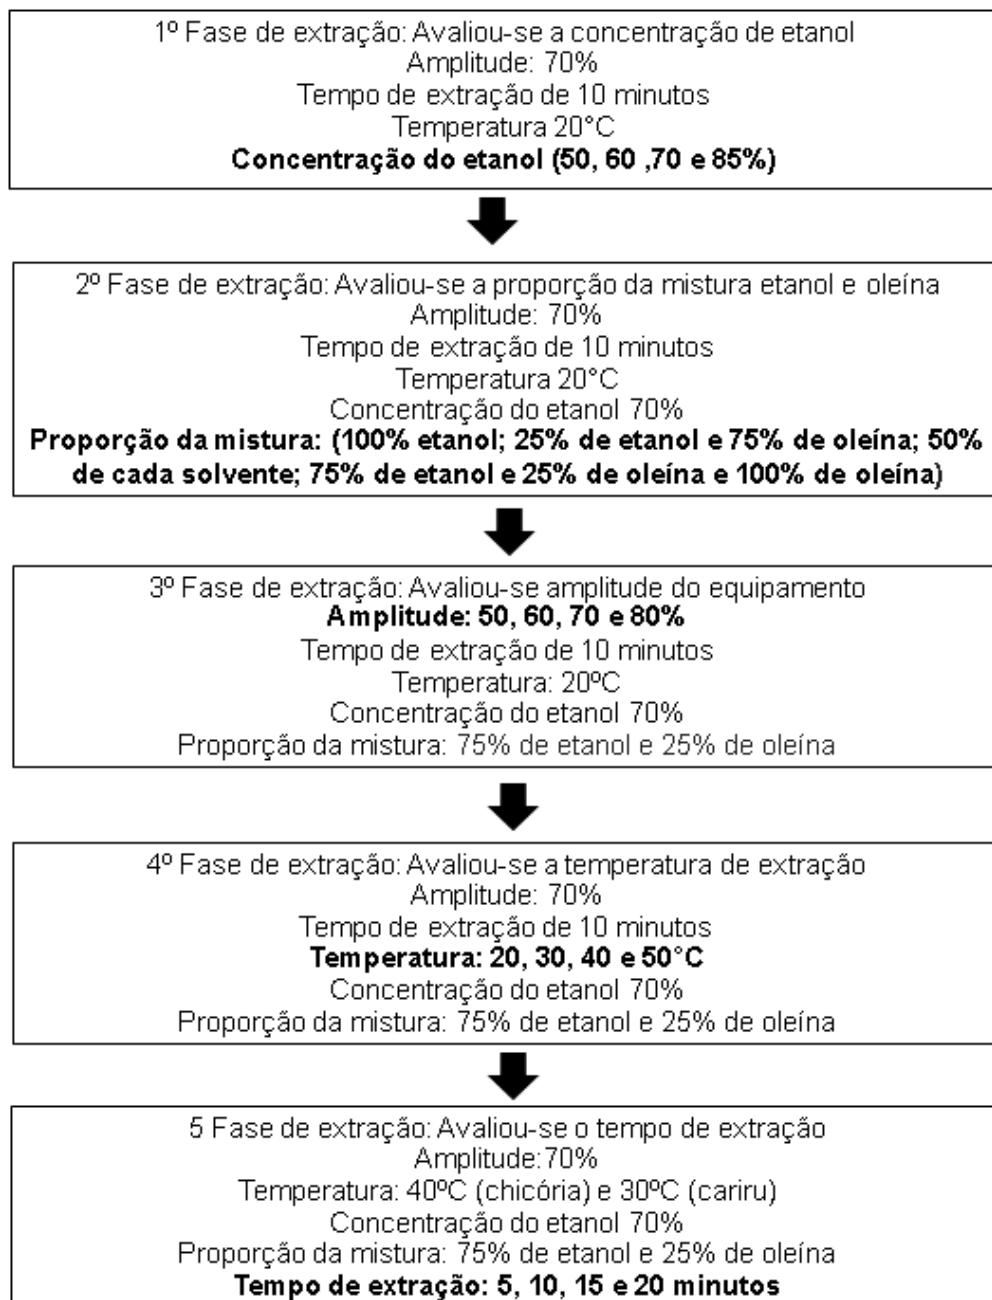 1º Fase de extração: Avaliou-se a concentração de etanol
Amplitude: 70%
Tempo de extração de 10 minutos
Temperatura 20°C
Concentração do etanol (50, 60 ,70 e 85%)
2º Fase de extração: Avaliou-se a proporção da mistura etanol e oleína
Amplitude: 70%
Tempo de extração de 10 minutos
Temperatura 20°C
Concentração do etanol 70%
Proporção da mistura: (100% etanol; 25% de etanol e 75% de oleína; 50%
de cada solvente; 75% de etanol e 25% de oleína e 100% de oleína)
3º Fase de extração: Avaliou-se amplitude do equipamento
Amplitude: 50, 60, 70 e 80%
Tempo de extração de 10 minutos
Temperatura: 20ºC
Concentração do etanol 70%
Proporção da mistura: 75% de etanol e 25% de oleína
4º Fase de extração: Avaliou-se a temperatura de extração
Amplitude: 70%
Tempo de extração de 10 minutos
Temperatura: 20, 30, 40 e 50°C
Concentração do etanol 70%
Proporção da mistura: 75% de etanol e 25% de oleína
5 Fase de extração: Avaliou-se o tempo de extração
Amplitude:70%
Temperatura: 40ºC (chicória) e 30ºC (cariru)
Concentração do etanol 70%
Proporção da mistura: 75% de etanol e 25% de oleína
Tempo de extração: 5, 10, 15 e 20 minutos